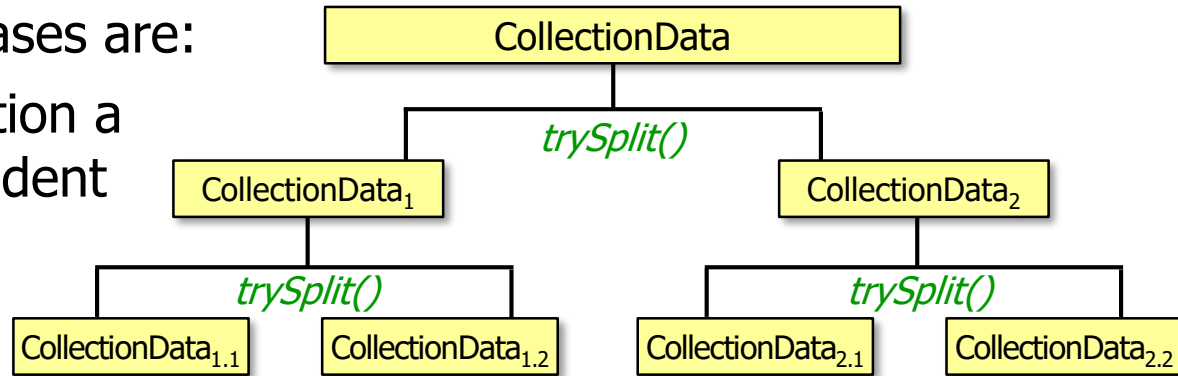 ases are:
tion a
dent
CollectionData
trySplit()
CollectionData₁
CollectionData₂
trySplit()
trySplit()
CollectionData₁.₁
CollectionData₁.₂
CollectionData₂.₁
CollectionData₂.₂